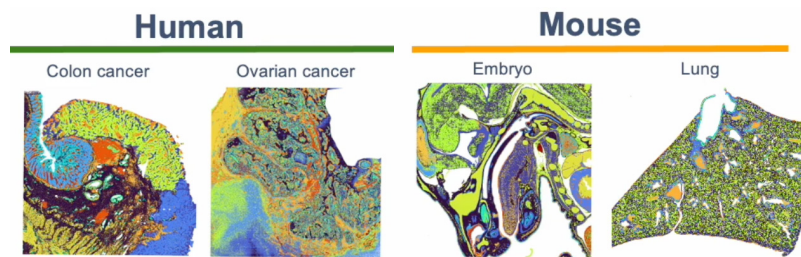 Human
Mouse
Colon cancer
Ovarian cancer
Embryo
Lung